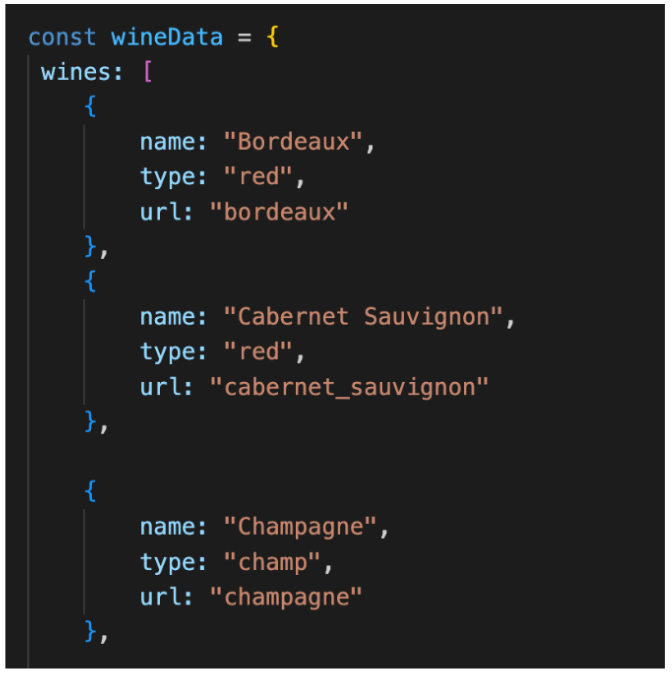 const wineData = {
wines: [
{
name: "Bordeaux",
type: "red",
url: "bordeaux"
},
{
name: "Cabernet Sauvignon",
type: "red",
url: "cabernet_sauvignon"
},
{
name: "Champagne",
type: "champ",
url: "champagne"
},